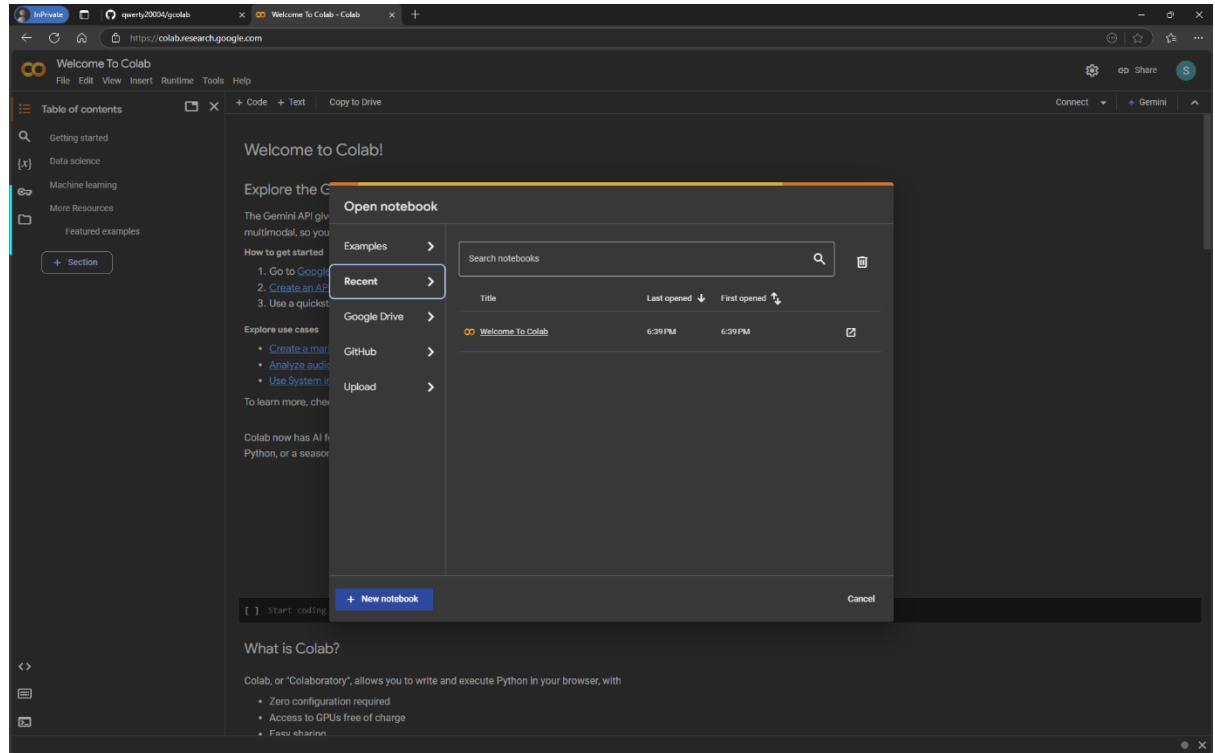 InPrivate
qwerty20004/gcolab
Welcome To Colab - Colab
https://colab.research.google.com
Welcome To Colab
File Edit View Insert Runtime Tools Help
Share
S
Table of contents
+ Code + Text Copy to Drive
Connect
Gemini
Getting started
Data science
Machine learning
More Resources
Featured examples
+ Section
Welcome to Colab!
Explore the G
The Gemini API giv
multimodal, so you
How to get started
1. Go to Google
2. Create an AP
3. Use a quickst
Explore use cases
• Create a mar
• Analyze audio
• Use System in
To learn more, chec
Colab now has AI f
Python, or a season
[ ] Start coding
Open notebook
Examples
Recent
Google Drive
GitHub
Upload
Search notebooks
Title Last opened First opened
Welcome To Colab 6:39 PM 6:39 PM
+ New notebook
Cancel
What is Colab?
Colab, or "Colaboratory", allows you to write and execute Python in your browser, with
• Zero configuration required
• Access to GPUs free of charge
• Easy sharing